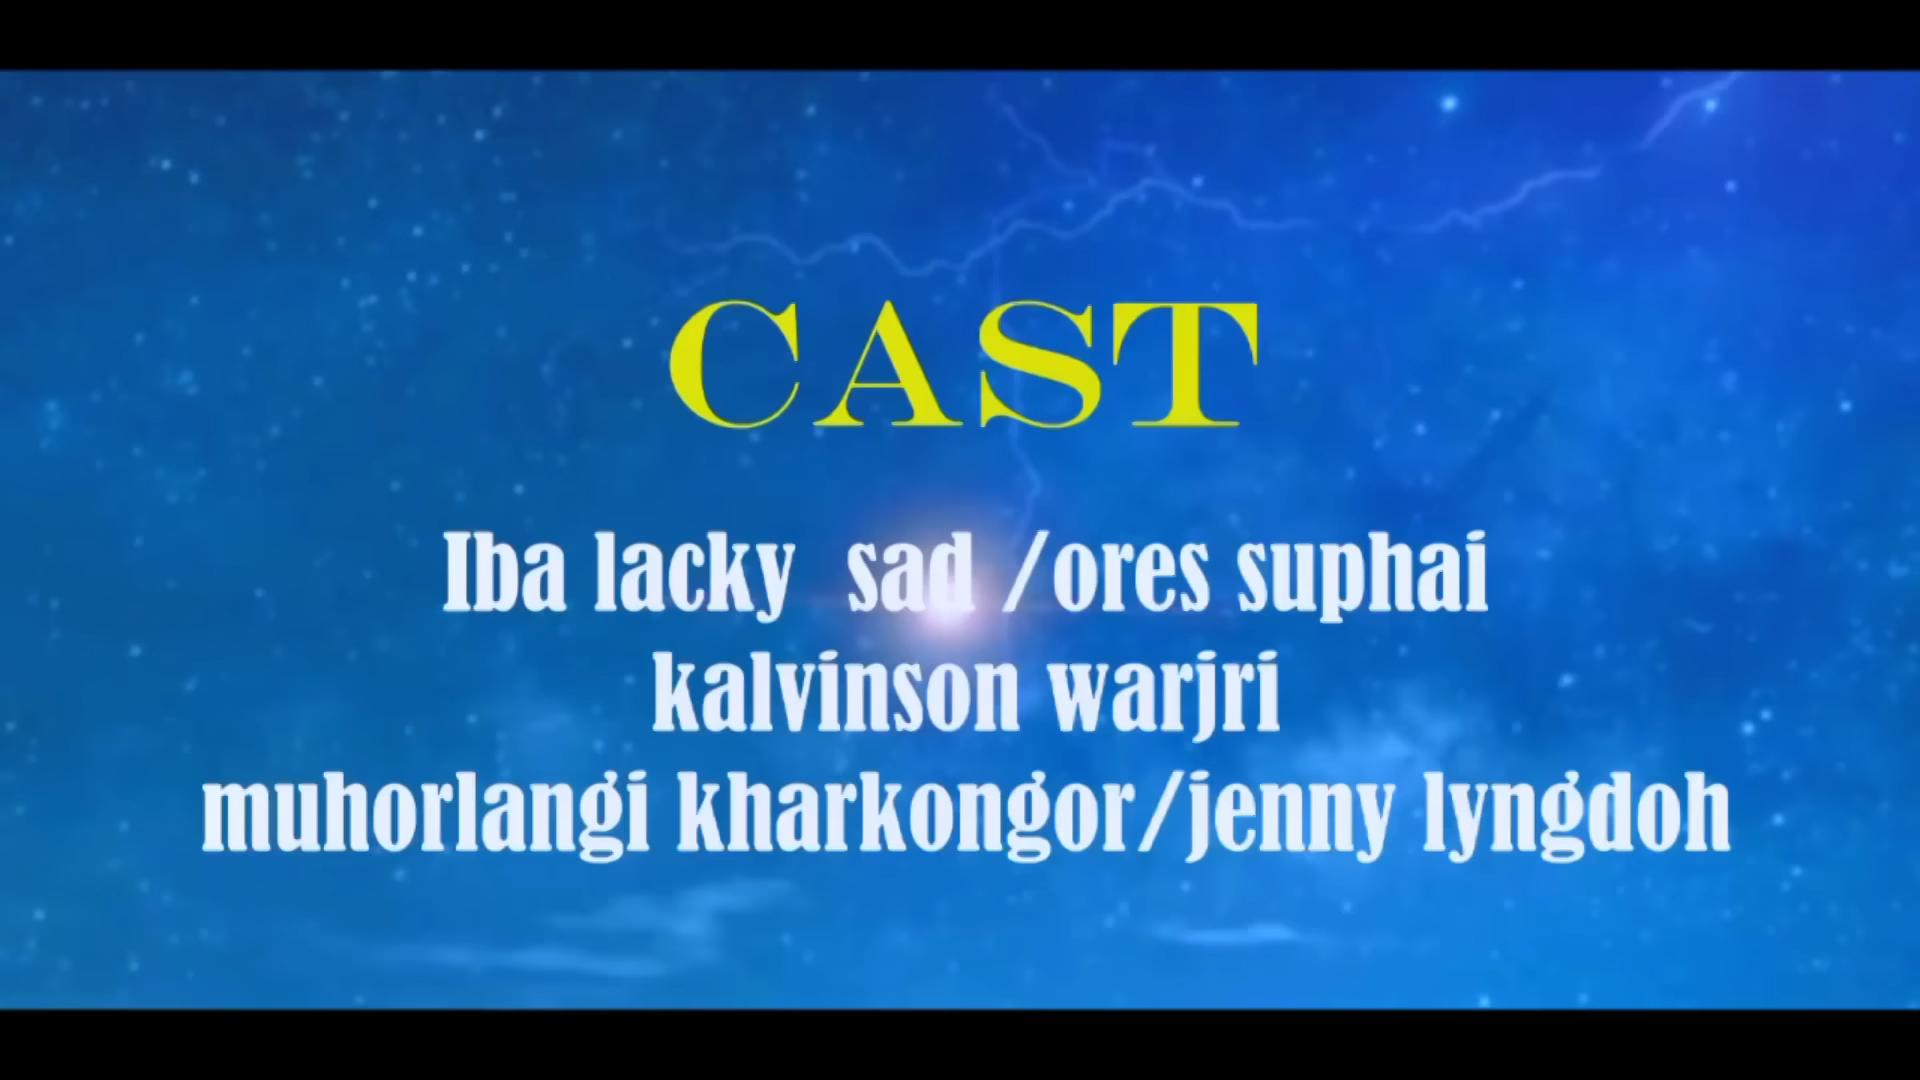 CAST
Iba lacky  sad /ores suphai
kalvinson warjri
muhorlangi kharkongor/jenny lyngdoh